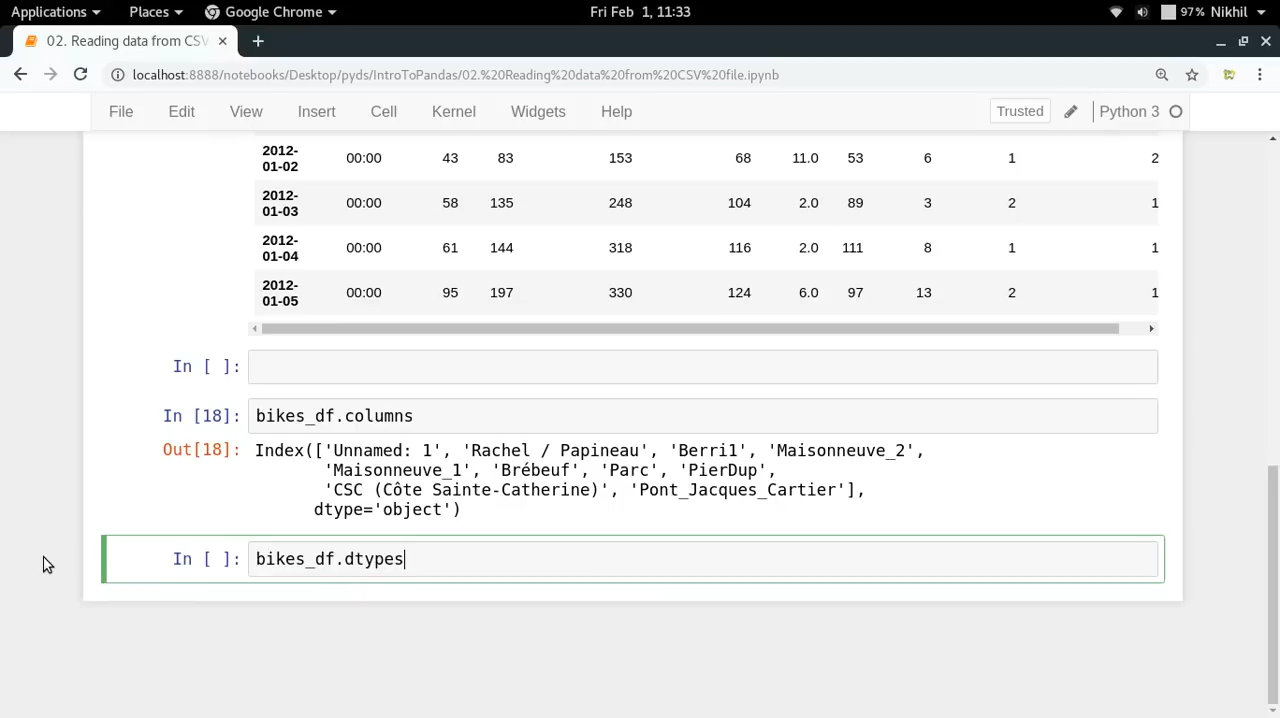 Applications Places Google Chrome Fri Feb 1, 11:33 97% Nikhil
02. Reading data from CSV
localhost:8888/notebooks/Desktop/pyds/IntroToPandas/02.%20Reading%20data%20from%20CSV%20file.ipynb
File Edit View Insert Cell Kernel Widgets Help Trusted Python 3
2012-
01-02 00:00 43 83 153 68 11.0 53 6 1 2
2012-
01-03 00:00 58 135 248 104 2.0 89 3 2 1
2012-
01-04 00:00 61 144 318 116 2.0 111 8 1 1
2012-
01-05 00:00 95 197 330 124 6.0 97 13 2 1
In [ ]:
In [18]: bikes_df.columns
Out[18]: Index(['Unnamed: 1', 'Rachel / Papineau', 'Berri1', 'Maisonneuve_2',
'Maisonneuve_1', 'Brébeuf', 'Parc', 'PierDup',
'CSC (Côte Sainte-Catherine)', 'Pont_Jacques_Cartier'],
dtype='object')
In [ ]: bikes_df.dtypes